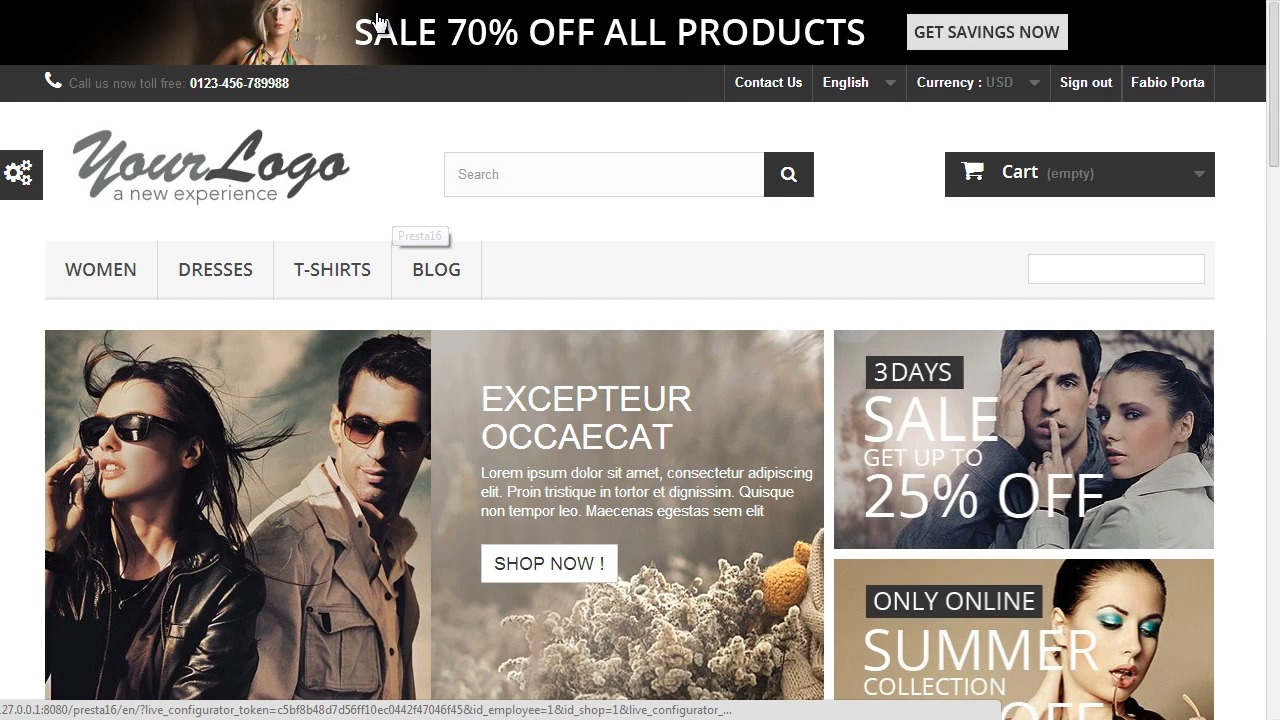 SALE 70% OFF ALL PRODUCTS
GET SAVINGS NOW
Call us now toll free: 0123-456-789988
Contact Us
English
Currency : USD
Sign out
Fabio Porta
YourLogo
a new experience
Search
Cart (empty)
Presta16
WOMEN
DRESSES
T-SHIRTS
BLOG
EXCEPTEUR
OCCAECAT
Lorem ipsum dolor sit amet, consectetur adipiscing
elit. Proin tristique in tortor et dignissim. Quisque
non tempor leo. Maecenas egestas sem elit
SHOP NOW !
3 DAYS
SALE
GET UP TO
25% OFF
ONLY ONLINE
SUMMER
COLLECTION
OFF
127.0.0.1:8080/presta16/en/?live_configurator_token=c5bf8b48d7d56ff10ec0442f47046f45&id_employee=1&id_shop=1&live_configurator_...